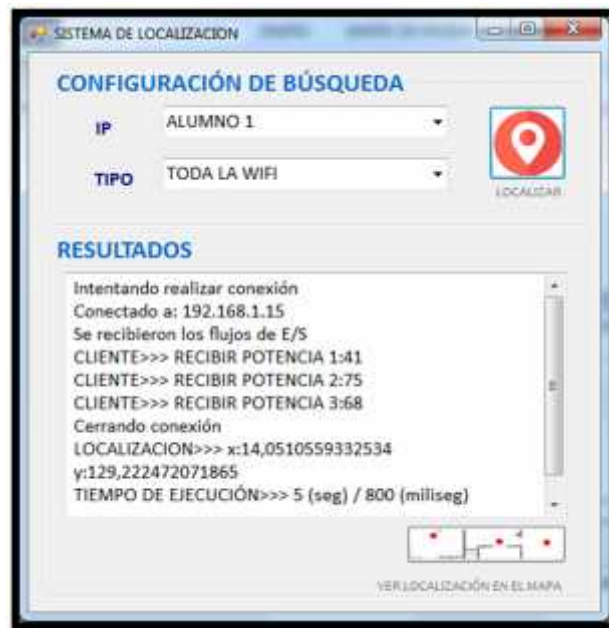 SISTEMA DE LOCALIZACION
CONFIGURACIÓN DE BÚSQUEDA
IP
ALUMNO 1
TIPO
TODA LA WIFI
LOCALIZAR
RESULTADOS
Intentando realizar conexión
Conectado a: 192.168.1.15
Se recibieron los flujos de E/S
CLIENTE>>> RECIBIR POTENCIA 1:41
CLIENTE>>> RECIBIR POTENCIA 2:75
CLIENTE>>> RECIBIR POTENCIA 3:68
Cerrando conexión
LOCALIZACION>>> x:14,0510559332534
y:129,222472071865
TIEMPO DE EJECUCIÓN>>> 5 (seg) / 800 (miliseg)
VER LOCALIZACIÓN EN EL MAPA